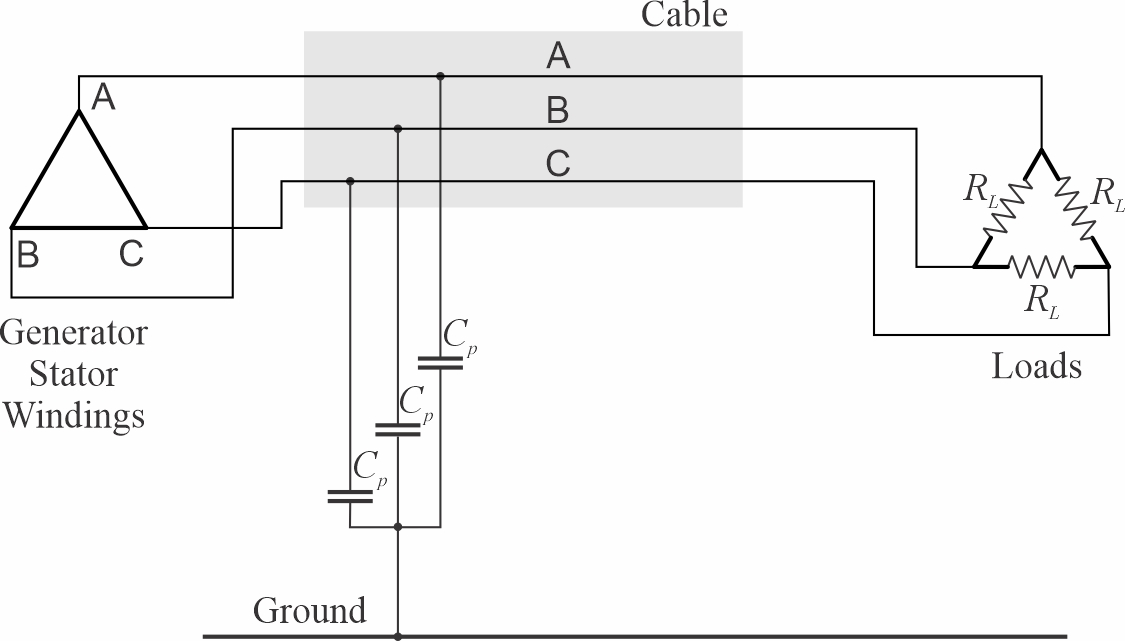 Cable
A
A
B
C
B
C
R_L
R_L
R_L
Generator
Stator
Windings
C_p
C_p
C_p
Loads
Ground